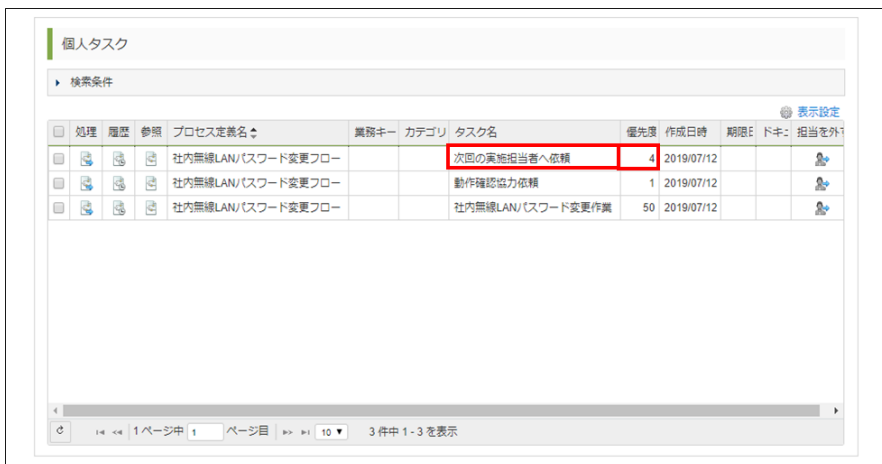 個人タスク
検索条件
表示設定
処理 履歴 参照 プロセス定義名 業務キー カテゴリ タスク名 優先度 作成日時 期限日 ドキュ 担当を外す
社内無線LANパスワード変更フロー 次回の実施担当者へ依頼 4 2019/07/12
社内無線LANパスワード変更フロー 動作確認協力依頼 1 2019/07/12
社内無線LANパスワード変更フロー 社内無線LANパスワード変更作業 50 2019/07/12
1 ページ中 1 ページ目 10 3 件中 1 - 3 を表示